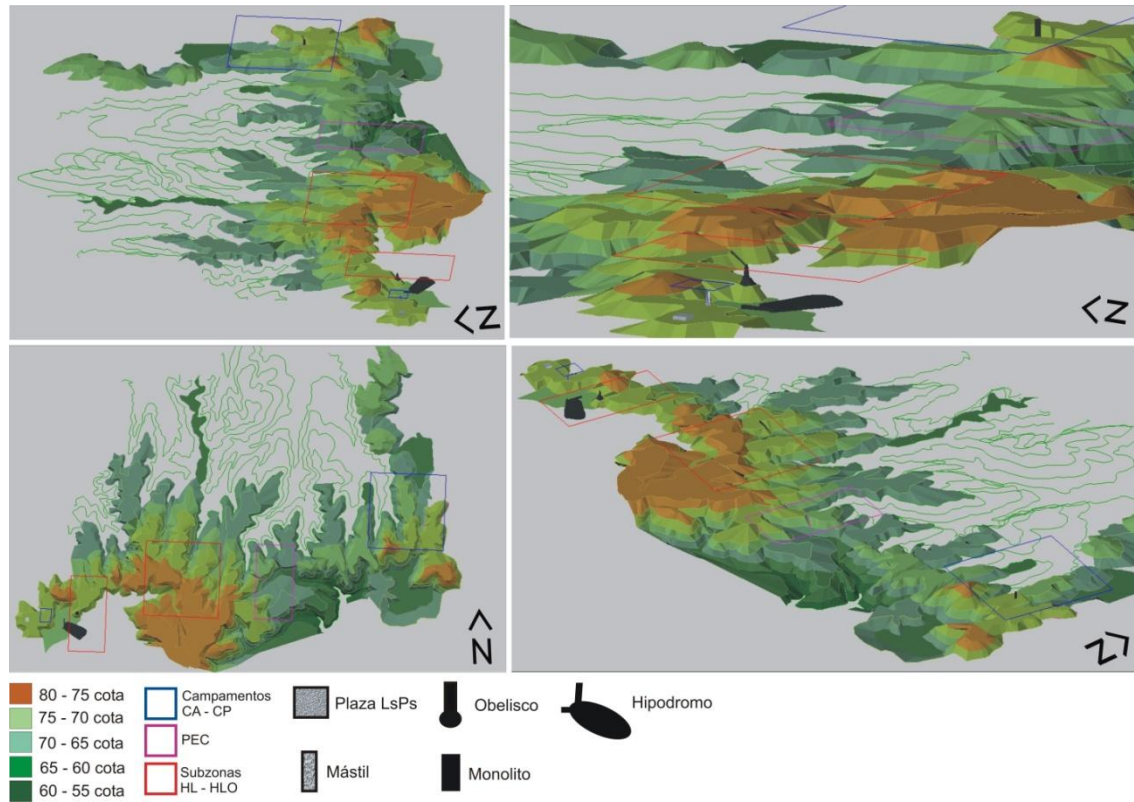 <Z
<Z
<
N
Z>
80 - 75 cota
75 - 70 cota
70 - 65 cota
65 - 60 cota
60 - 55 cota
Campamentos
CA - CP
PEC
Subzonas
HL - HLO
Plaza LsPs
Mástil
Obelisco
Monolito
Hipodromo